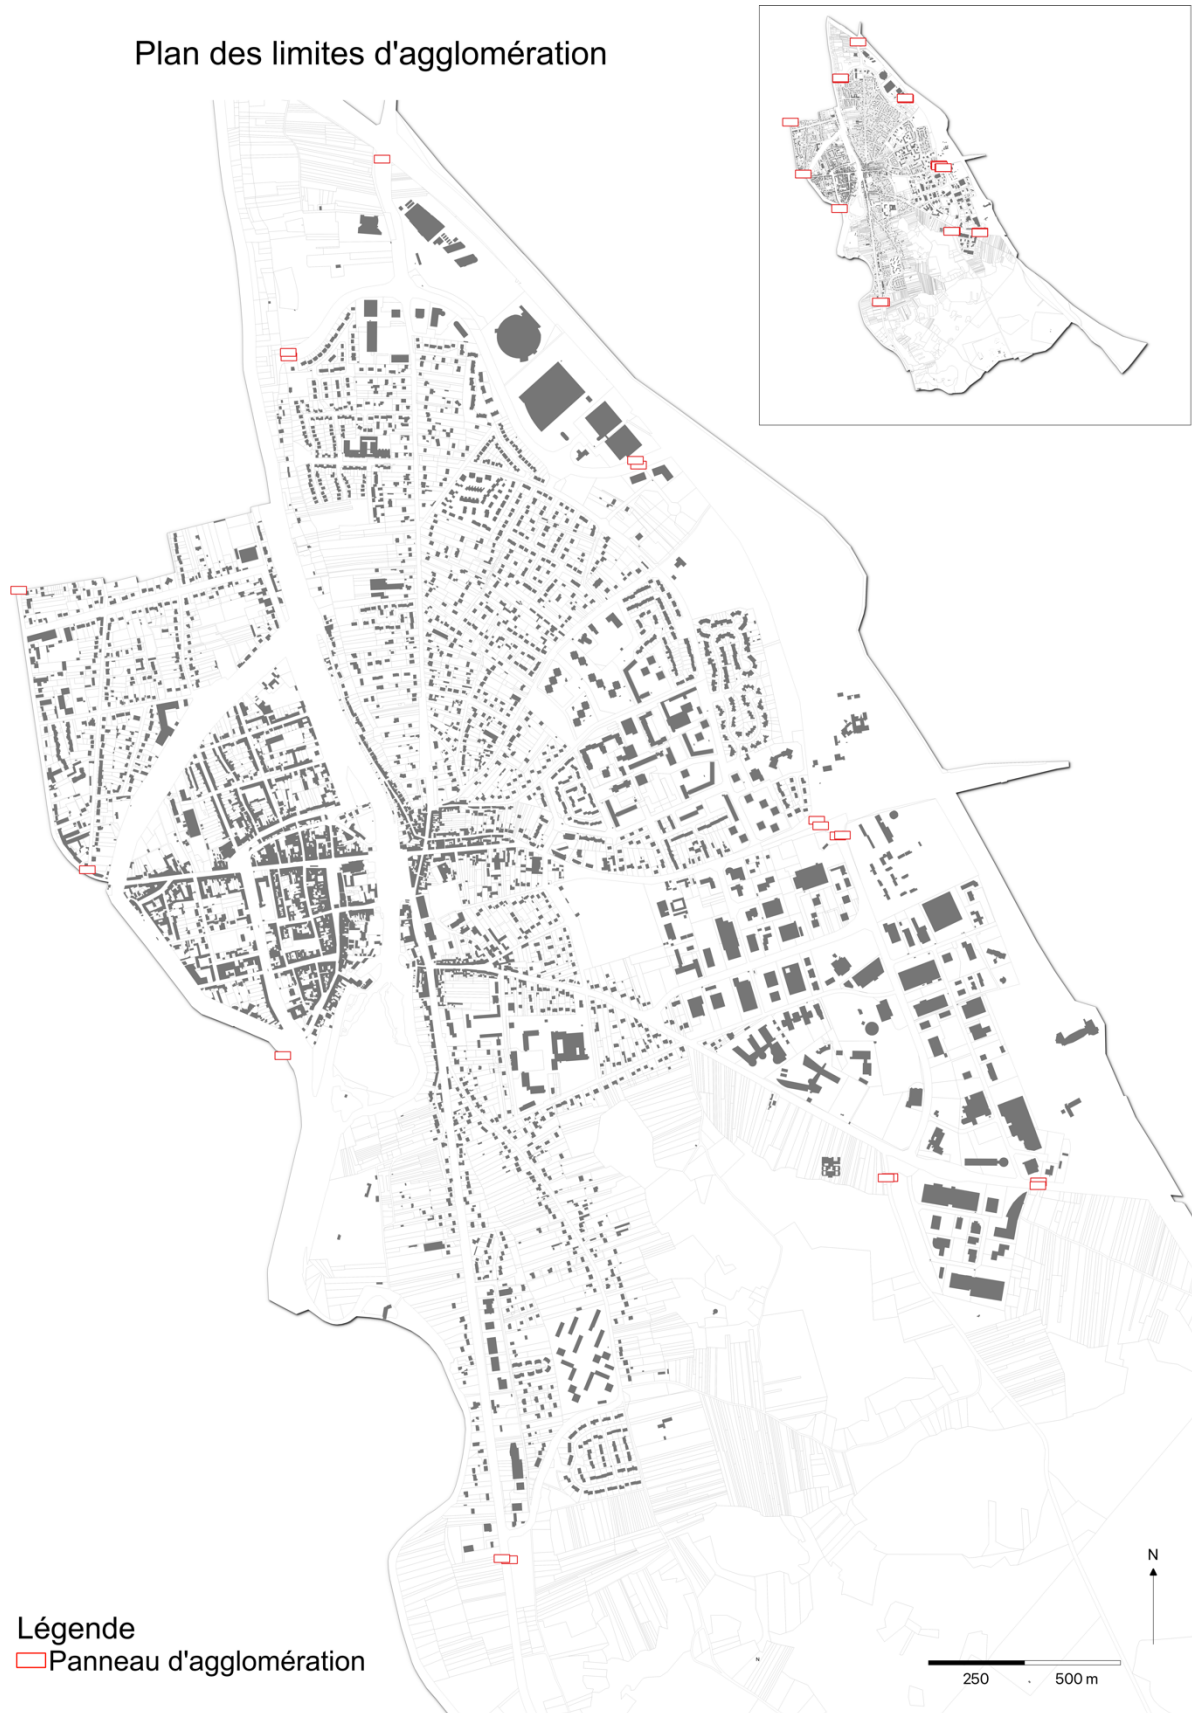 Plan des limites d'agglomération
N
Légende
Panneau d'agglomération
N
250
500 m